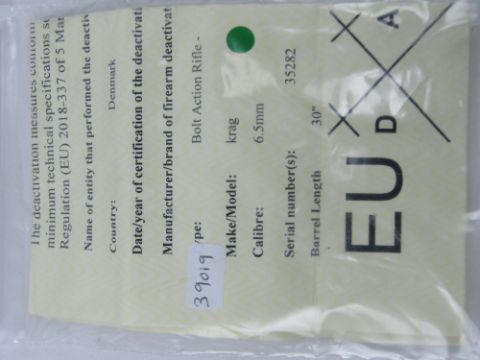 The deactivation measures conform
minimum technical specifications se
Regulation (EU) 2018-337 of 5 Mar
Name of entity that performed the deactiv
Country: Denmark
Date/year of certification of the deactivati
Manufacturer/brand of firearm deactivat
ype: Bolt Action Rifle -
Make/Model: krag
Calibre: 6.5mm
Serial number(s): 35282
Barrel Length 30"
39019
EU
D A
X X